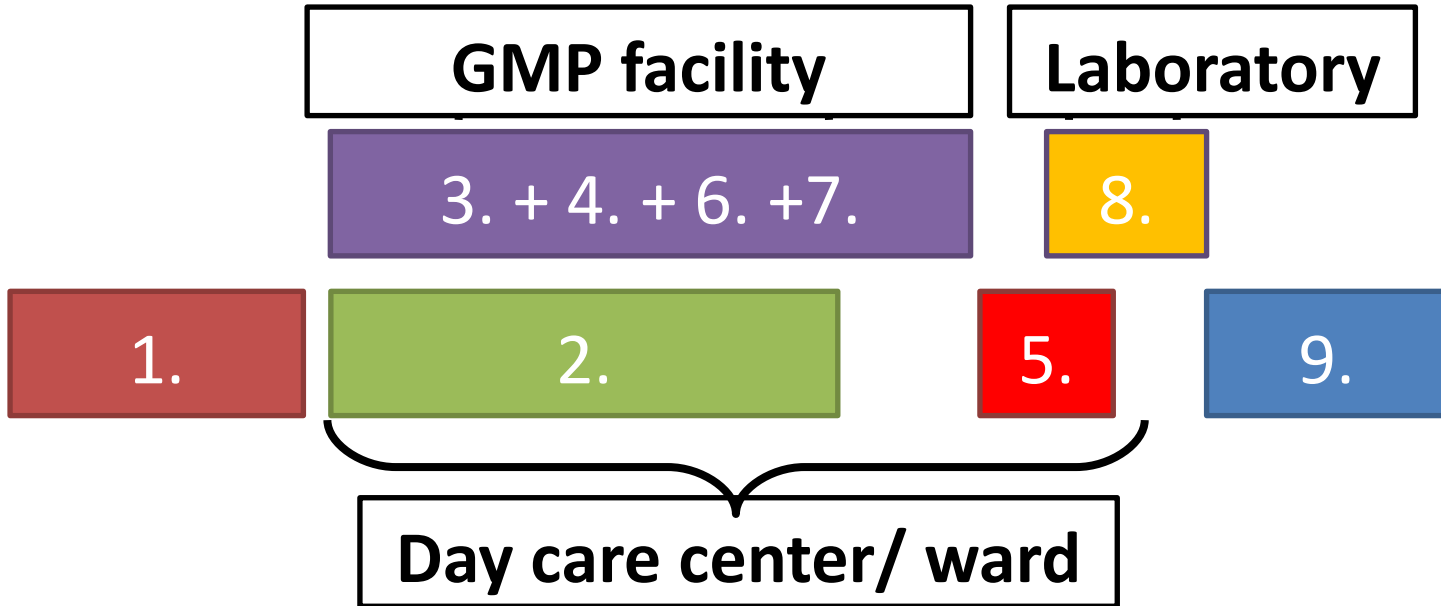 GMP facility
Laboratory
3. + 4. + 6. +7.
8.
1.
2.
5.
9.
Day care center/ ward